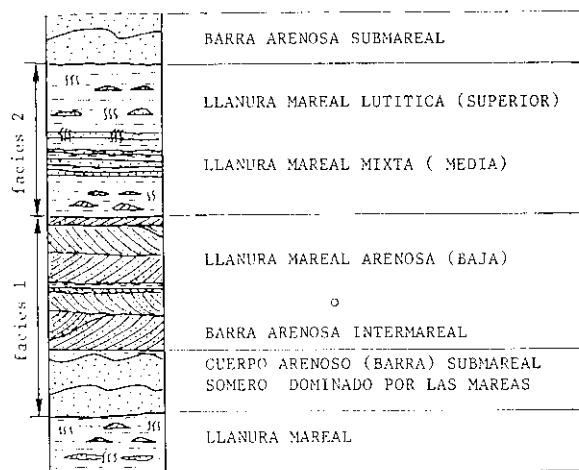 BARRA ARENOSA SUBMAREAL
facies 2
LLANURA MAREAL LUTITICA (SUPERIOR)
LLANURA MAREAL MIXTA ( MEDIA)
facies 1
LLANURA MAREAL ARENOSA (BAJA)
o
BARRA ARENOSA INTERMAREAL
CUERPO ARENOSO (BARRA) SUBMAREAL
SOMERO DOMINADO POR LAS MAREAS
LLANURA MAREAL